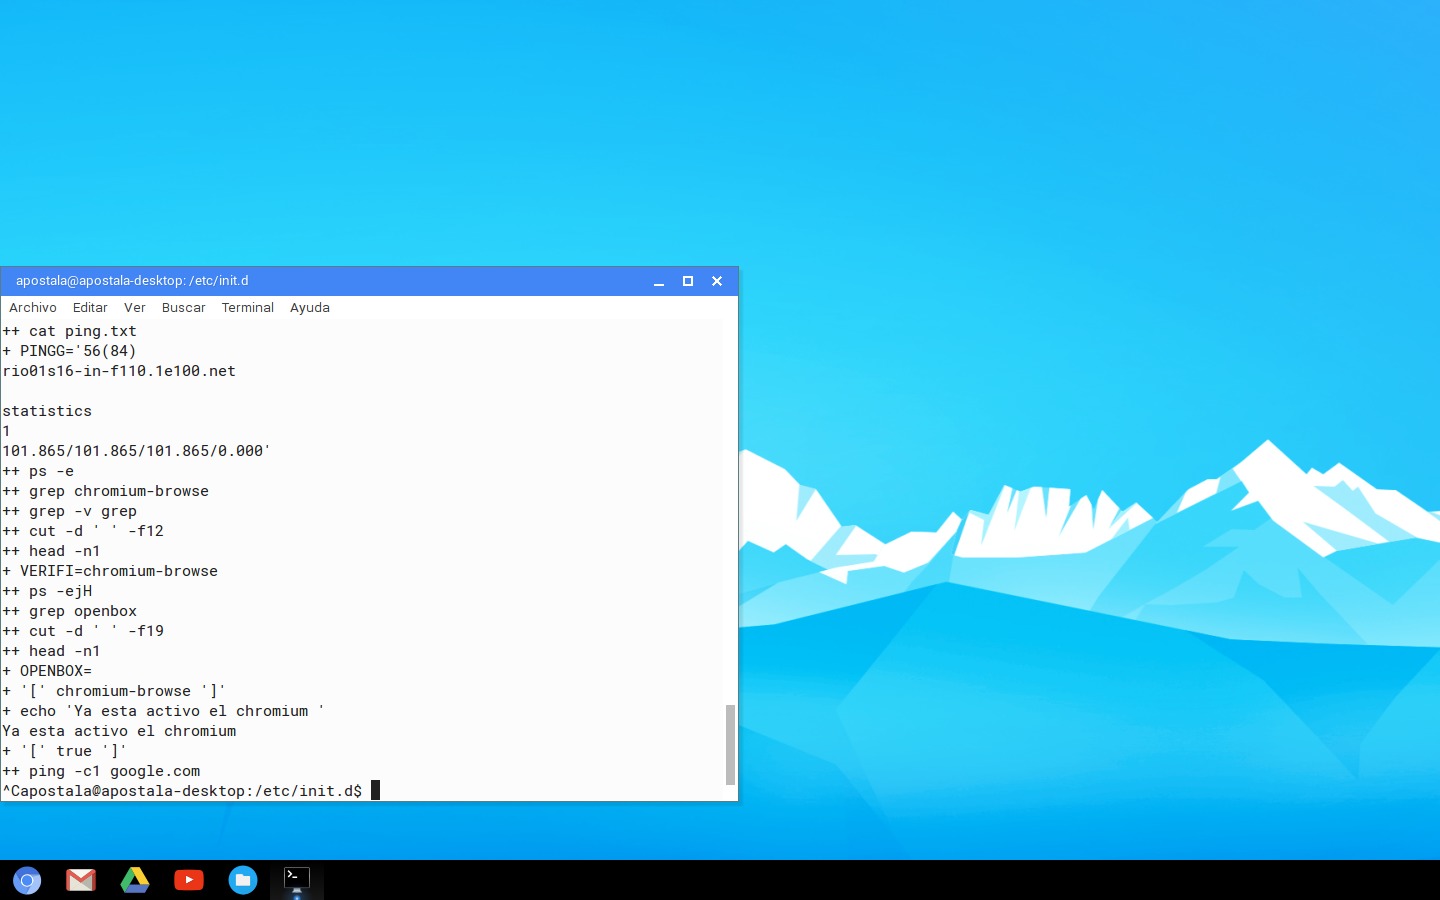 apostala@apostala-desktop: /etc/init.d
Archivo Editar Ver Buscar Terminal Ayuda
++ cat ping.txt
+ PINGG='56(84)
rio01s16-in-f110.1e100.net
statistics
1
101.865/101.865/101.865/0.000'
++ ps -e
++ grep chromium-browse
++ grep -v grep
++ cut -d ' ' -f12
++ head -n1
+ VERIFI=chromium-browse
++ ps -ejH
++ grep openbox
++ cut -d ' ' -f19
++ head -n1
+ OPENBOX=
+ '[' chromium-browse ']'
+ echo 'Ya esta activo el chromium '
Ya esta activo el chromium
+ '[' true ']'
++ ping -c1 google.com
^Capostala@apostala-desktop:/etc/init.d$